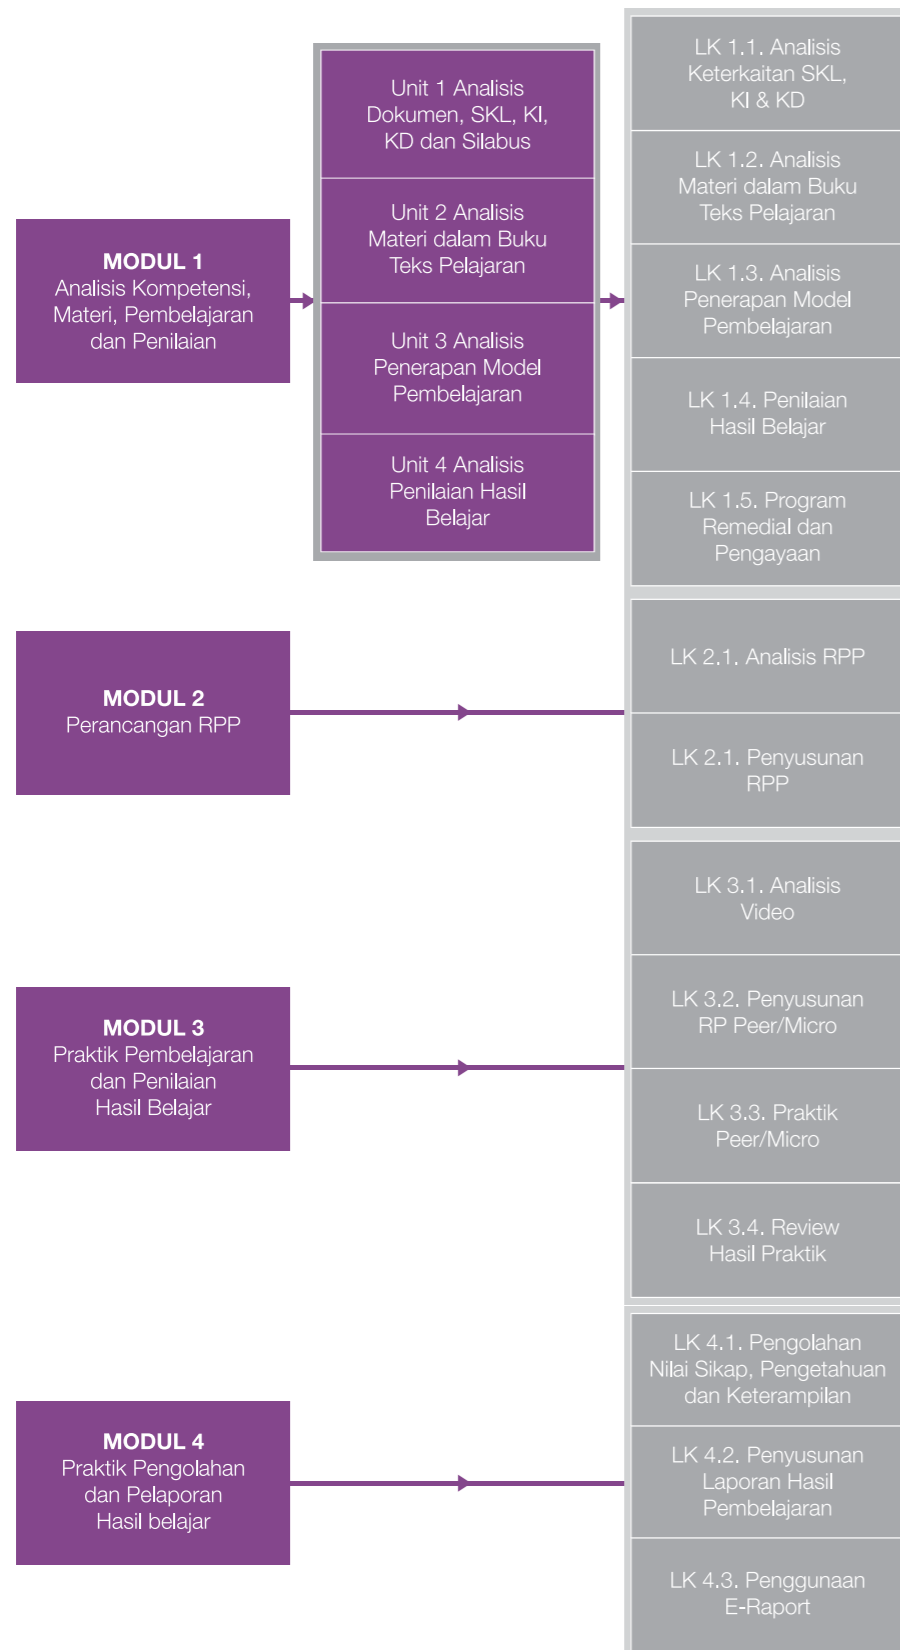 MODUL 1
Analisis Kompetensi,
Materi, Pembelajaran
dan Penilaian
Unit 1 Analisis
Dokumen, SKL, KI,
KD dan Silabus
Unit 2 Analisis
Materi dalam Buku
Teks Pelajaran
Unit 3 Analisis
Penerapan Model
Pembelajaran
Unit 4 Analisis
Penilaian Hasil
Belajar
LK 1.1. Analisis
Keterkaitan SKL,
KI & KD
LK 1.2. Analisis
Materi dalam Buku
Teks Pelajaran
LK 1.3. Analisis
Penerapan Model
Pembelajaran
LK 1.4. Penilaian
Hasil Belajar
LK 1.5. Program
Remedial dan
Pengayaan
MODUL 2
Perancangan RPP
LK 2.1. Analisis RPP
LK 2.1. Penyusunan
RPP
MODUL 3
Praktik Pembelajaran
dan Penilaian
Hasil Belajar
LK 3.1. Analisis
Video
LK 3.2. Penyusunan
RP Peer/Micro
LK 3.3. Praktik
Peer/Micro
LK 3.4. Review
Hasil Praktik
MODUL 4
Praktik Pengolahan
dan Pelaporan
Hasil belajar
LK 4.1. Pengolahan
Nilai Sikap, Pengetahuan
dan Keterampilan
LK 4.2. Penyusunan
Laporan Hasil
Pembelajaran
LK 4.3. Penggunaan
E-Raport